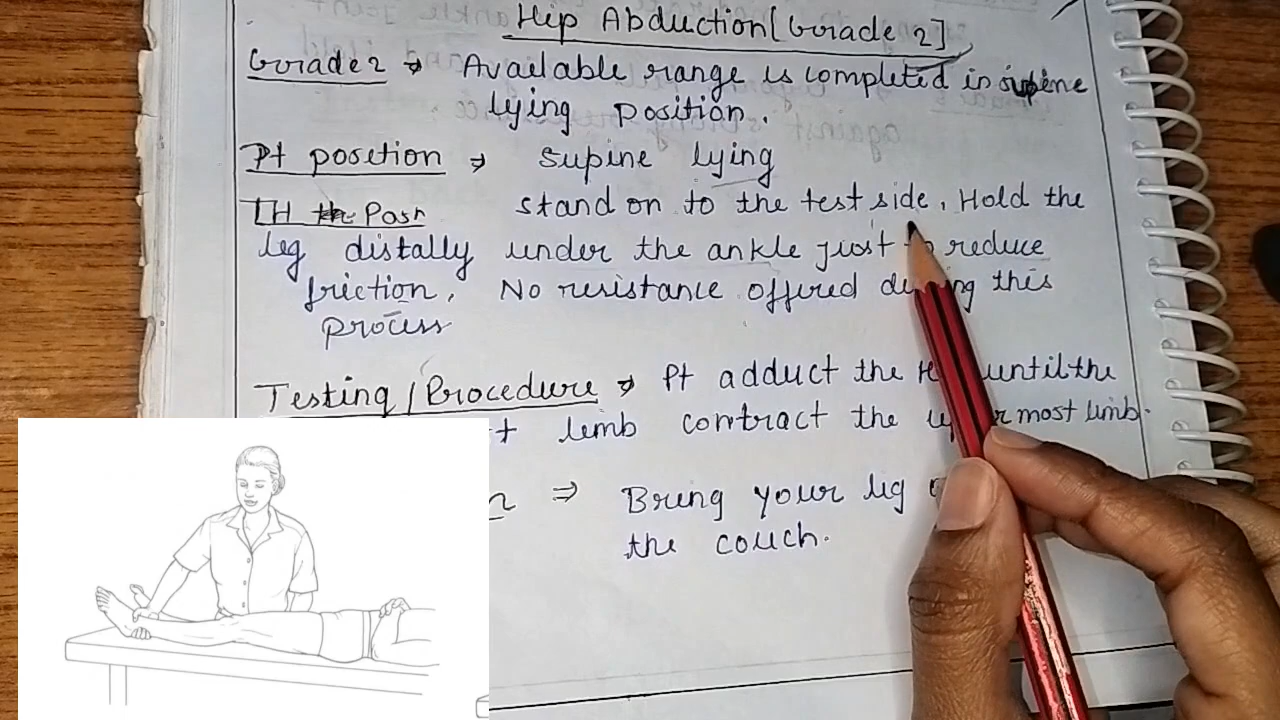 Hip Abduction [Grade 2]
Grade 2 → Available range is completed in supine
lying position.
Pt position → Supine lying
stand on to the test side. Hold the
leg distally under the ankle just to reduce
friction. No resistance offered during this
process
Testing / Procedure → Pt adduct the until the
limb contract the most limb.
⇒ Bring your leg
the couch.